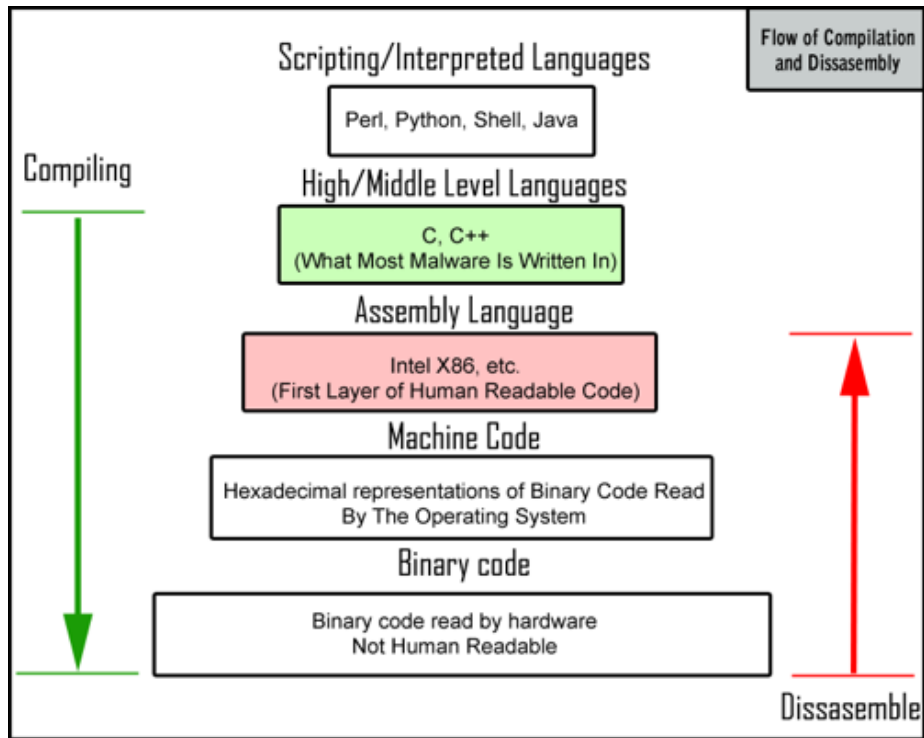 Flow of Compilation
and Dissasembly
Scripting/Interpreted Languages
Perl, Python, Shell, Java
Compiling
High/Middle Level Languages
C, C++
(What Most Malware Is Written In)
Assembly Language
Intel X86, etc.
(First Layer of Human Readable Code)
Machine Code
Hexadecimal representations of Binary Code Read
By The Operating System
Binary code
Binary code read by hardware
Not Human Readable
Dissasemble